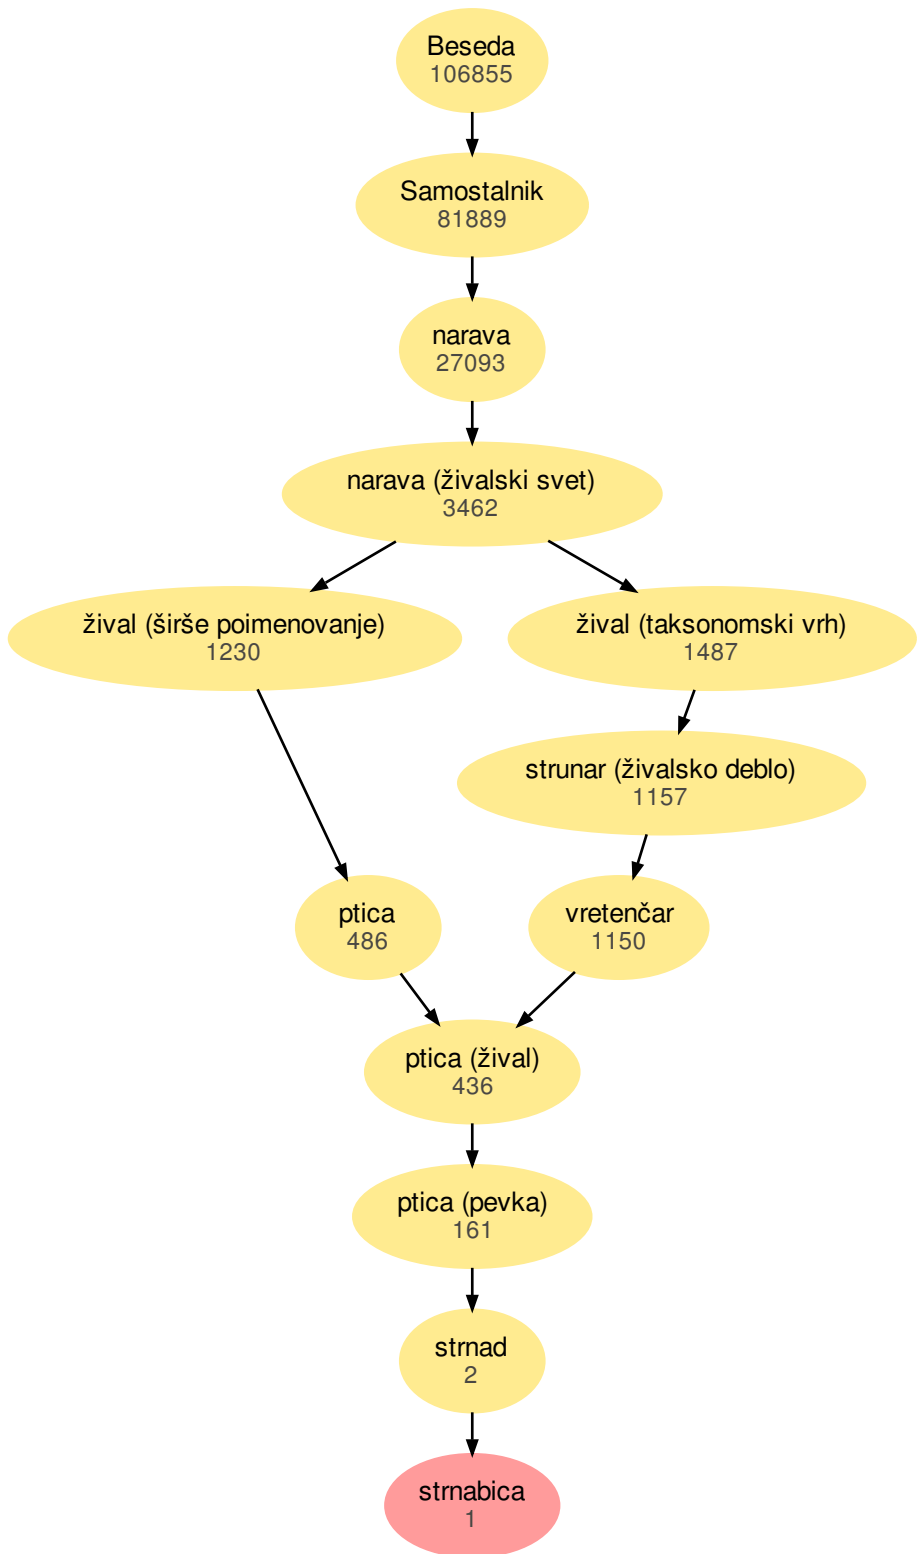 Beseda
106855
Samostalnik
81889
narava
27093
narava (živalski svet)
3462
žival (širše poimenovanje)
1230
žival (taksonomski vrh)
1487
strunar (živalsko deblo)
1157
ptica
486
vretenčar
1150
ptica (žival)
436
ptica (pevka)
161
strnad
2
strnabica
1